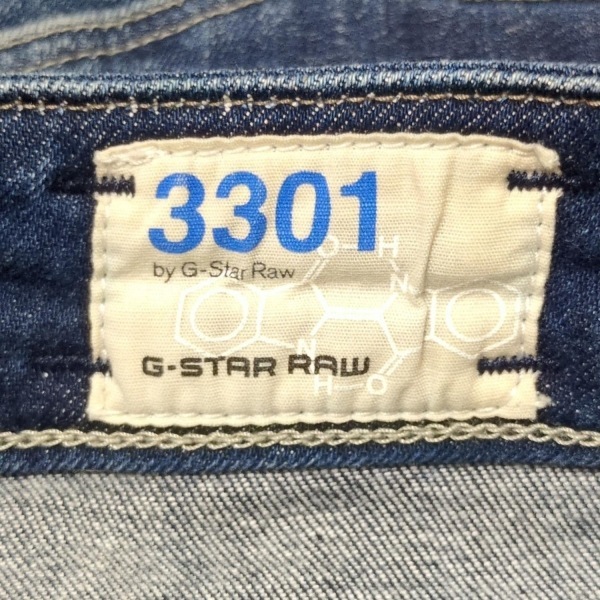 3301
by G-Star Raw
O H
N
N
H O
G-STAR RAW